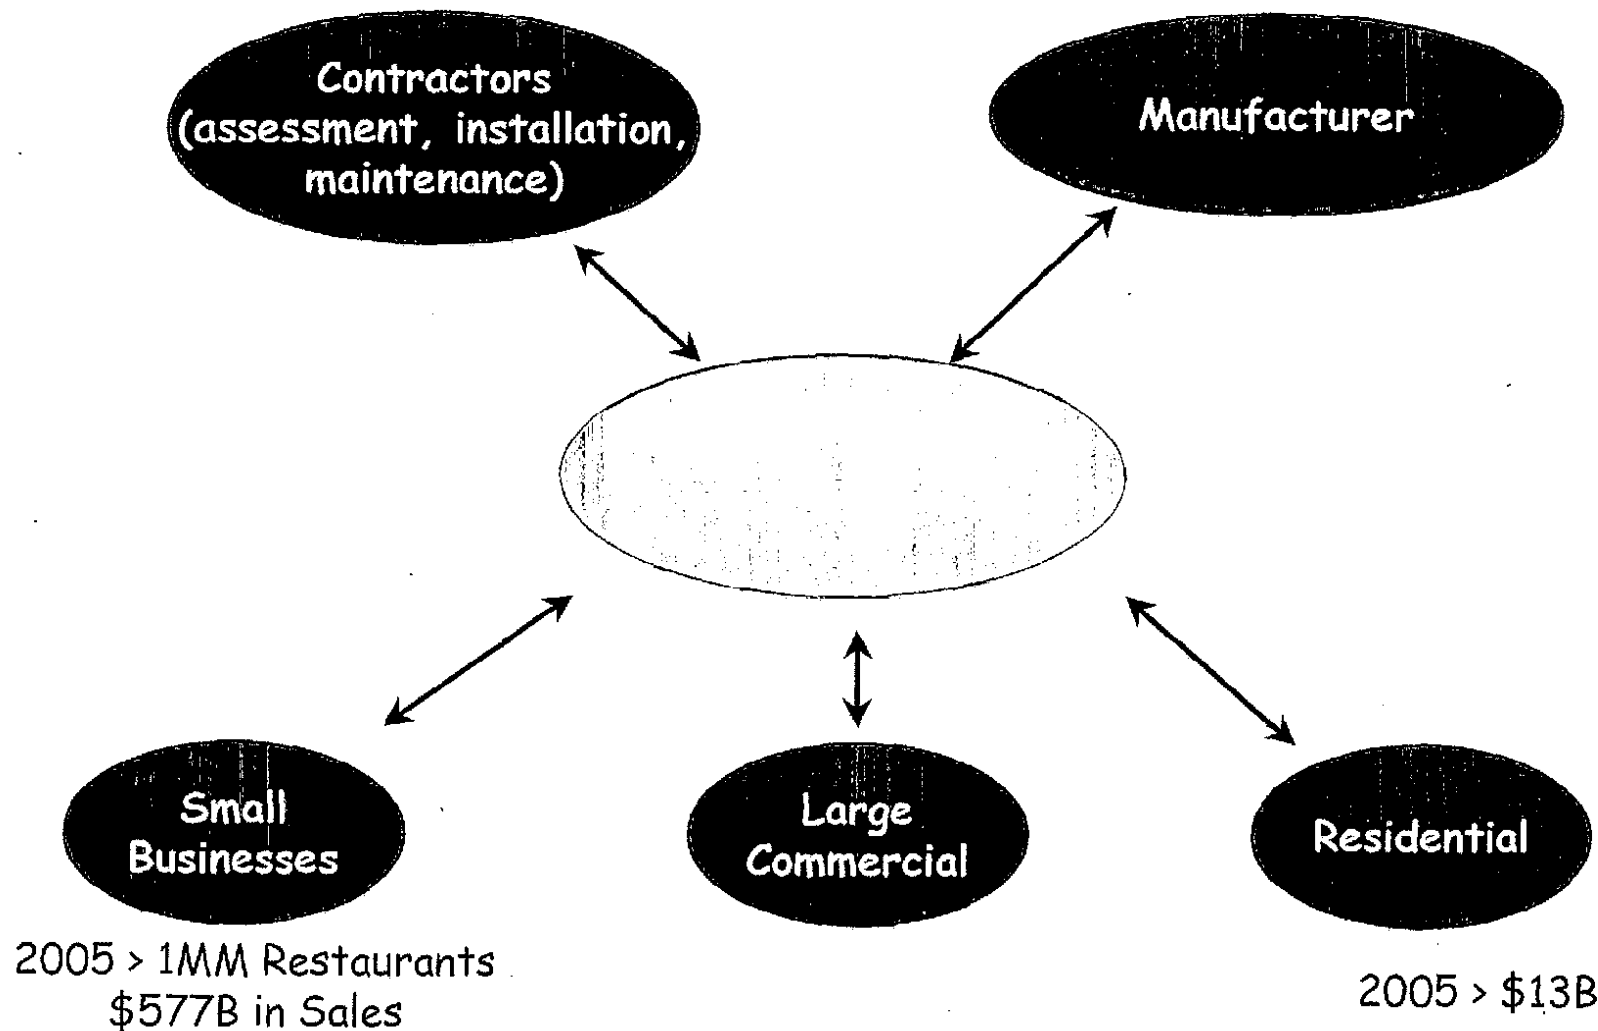 Contractors
(assessment, installation,
maintenance)
Manufacturer
Small
Businesses
Large
Commercial
Residential
2005 > 1MM Restaurants
$577B in Sales
2005 > $13B